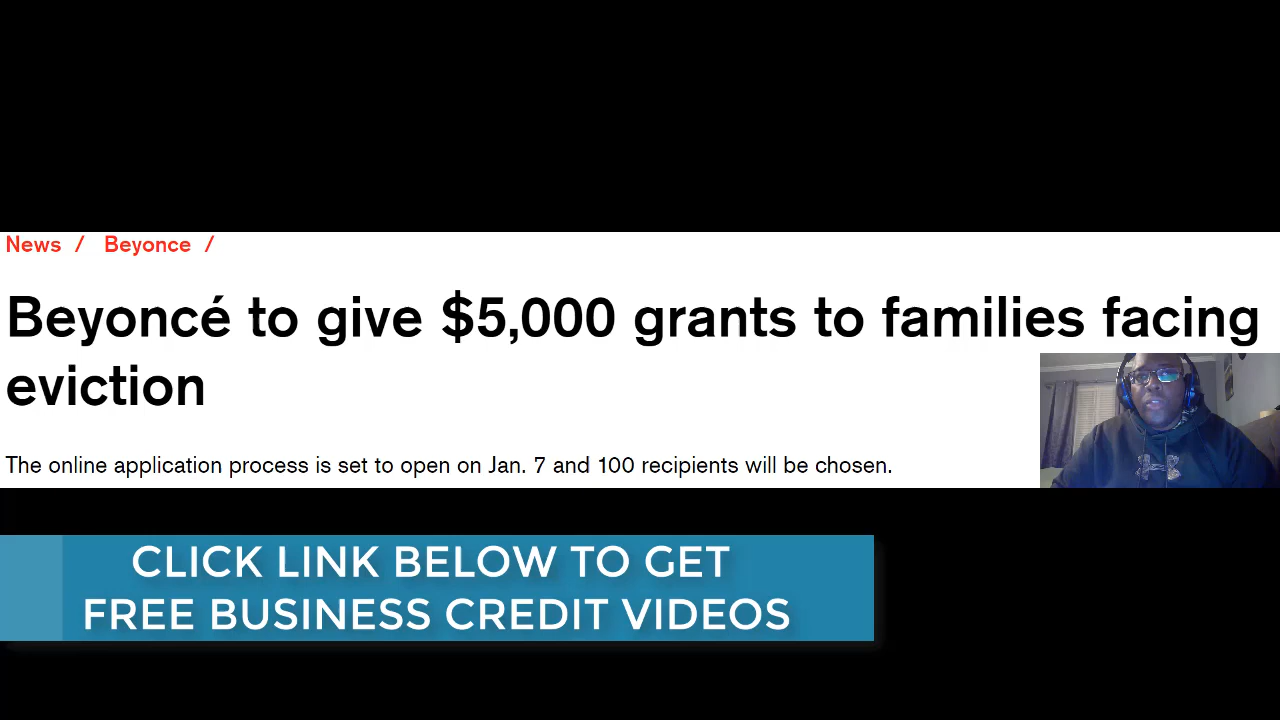 News / Beyonce /
Beyoncé to give $5,000 grants to families facing
eviction
The online application process is set to open on Jan. 7 and 100 recipients will be chosen.
CLICK LINK BELOW TO GET
FREE BUSINESS CREDIT VIDEOS